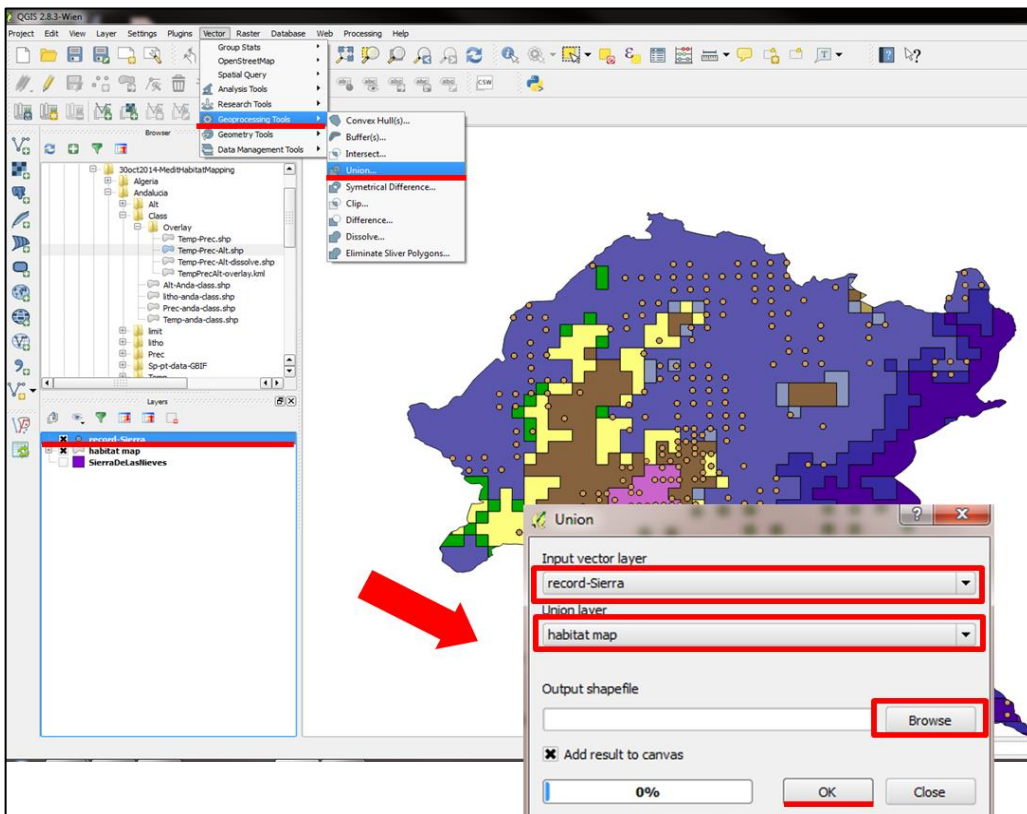 QGIS 2.8.3-Wien
Project Edit View Layer Settings Plugins Vector Raster Database Web Processing Help
Group Stats
OpenStreetMap
Spatial Query
Analysis Tools
Research Tools
Geoprocessing Tools
Geometry Tools
Data Management Tools
Convex Hull(s)...
Buffer(s)...
Intersect...
Union...
Symetrical Difference...
Clip...
Difference...
Dissolve...
Eliminate Sliver Polygons...
abc abc abc abc abc CSW
Browser
30oct2014-MeditHabitatMapping
Algeria
Andalucia
Alt
Class
Overlay
Temp-Prec.shp
Temp-Prec-Alt.shp
Temp-Prec-Alt-dissolve.shp
TempPrecAlt-overlay.kml
Alt-Anda-class.shp
litho-anda-class.shp
Prec-anda-class.shp
Temp-anda-class.shp
limit
litho
Prec
Sp-pt-data-GBIF
Temp
Layers
record-Sierra
habitat map
SierraDeLasNieves
Union
Input vector layer
record-Sierra
Union layer
habitat map
Output shapefile
Browse
Add result to canvas
0%
OK
Close